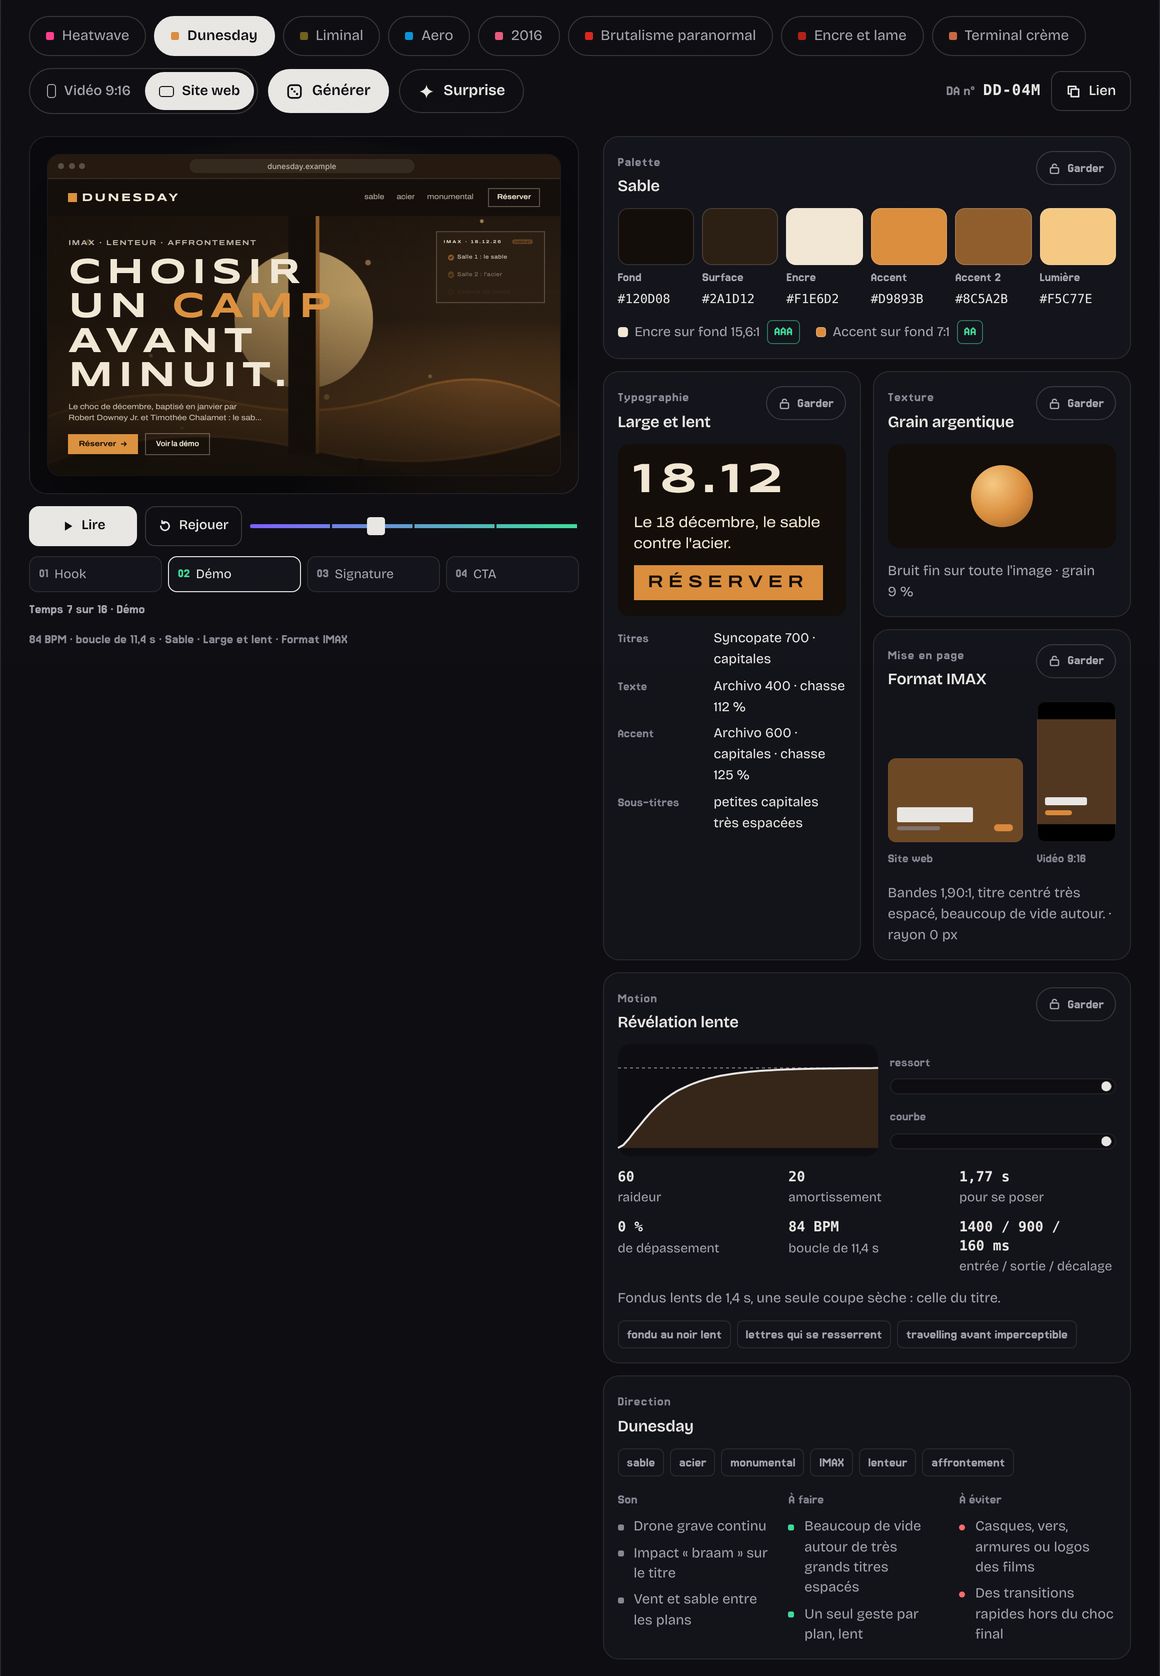 Heatwave
Dunesday
Liminal
Aero
2016
Brutalisme paranormal
Encre et lame
Terminal crème
Vidéo 9:16
Site web
Générer
Surprise
DA n° DD-04M
Lien
dunesday.example
DUNESDAY
sable
acier
monumental
Réserver
IMAX · LENTEUR · AFFRONTEMENT
CHOISIR
UN CAMP
AVANT
MINUIT.
Le choc de décembre, baptisé en janvier par
Robert Downey Jr. et Timothée Chalamet : le sab...
Réserver →
Voir la démo
IMAX · 18.12.26
Salle 1 : le sable
Salle 2 : l'acier
Lire
Rejouer
01 Hook
02 Démo
03 Signature
04 CTA
Temps 7 sur 16 · Démo
84 BPM · boucle de 11,4 s · Sable · Large et lent · Format IMAX
Palette
Sable
Garder
Fond
Surface
Encre
Accent
Accent 2
Lumière
#120D08
#2A1D12
#F1E6D2
#D9893B
#8C5A2B
#F5C77E
Encre sur fond 15,6:1 AAA
Accent sur fond 7:1 AA
Typographie
Large et lent
Garder
18.12
Le 18 décembre, le sable
contre l'acier.
RÉSERVER
Titres
Syncopate 700 ·
capitales
Texte
Archivo 400 · chasse
112 %
Accent
Archivo 600 ·
capitales · chasse
125 %
Sous-titres
petites capitales
très espacées
Texture
Grain argentique
Garder
Bruit fin sur toute l'image · grain
9 %
Mise en page
Format IMAX
Garder
Site web
Vidéo 9:16
Bandes 1,90:1, titre centré très
espacé, beaucoup de vide autour. ·
rayon 0 px
Motion
Révélation lente
Garder
ressort
courbe
60
raideur
20
amortissement
1,77 s
pour se poser
0 %
de dépassement
84 BPM
boucle de 11,4 s
1400 / 900 /
160 ms
entrée / sortie / décalage
Fondus lents de 1,4 s, une seule coupe sèche : celle du titre.
fondu au noir lent
lettres qui se resserrent
travelling avant imperceptible
Direction
Dunesday
sable
acier
monumental
IMAX
lenteur
affrontement
Son
Drone grave continu
Impact « braam » sur
le titre
Vent et sable entre
les plans
À faire
Beaucoup de vide
autour de très
grands titres
espacés
Un seul geste par
plan, lent
À éviter
Casques, vers,
armures ou logos
des films
Des transitions
rapides hors du choc
final